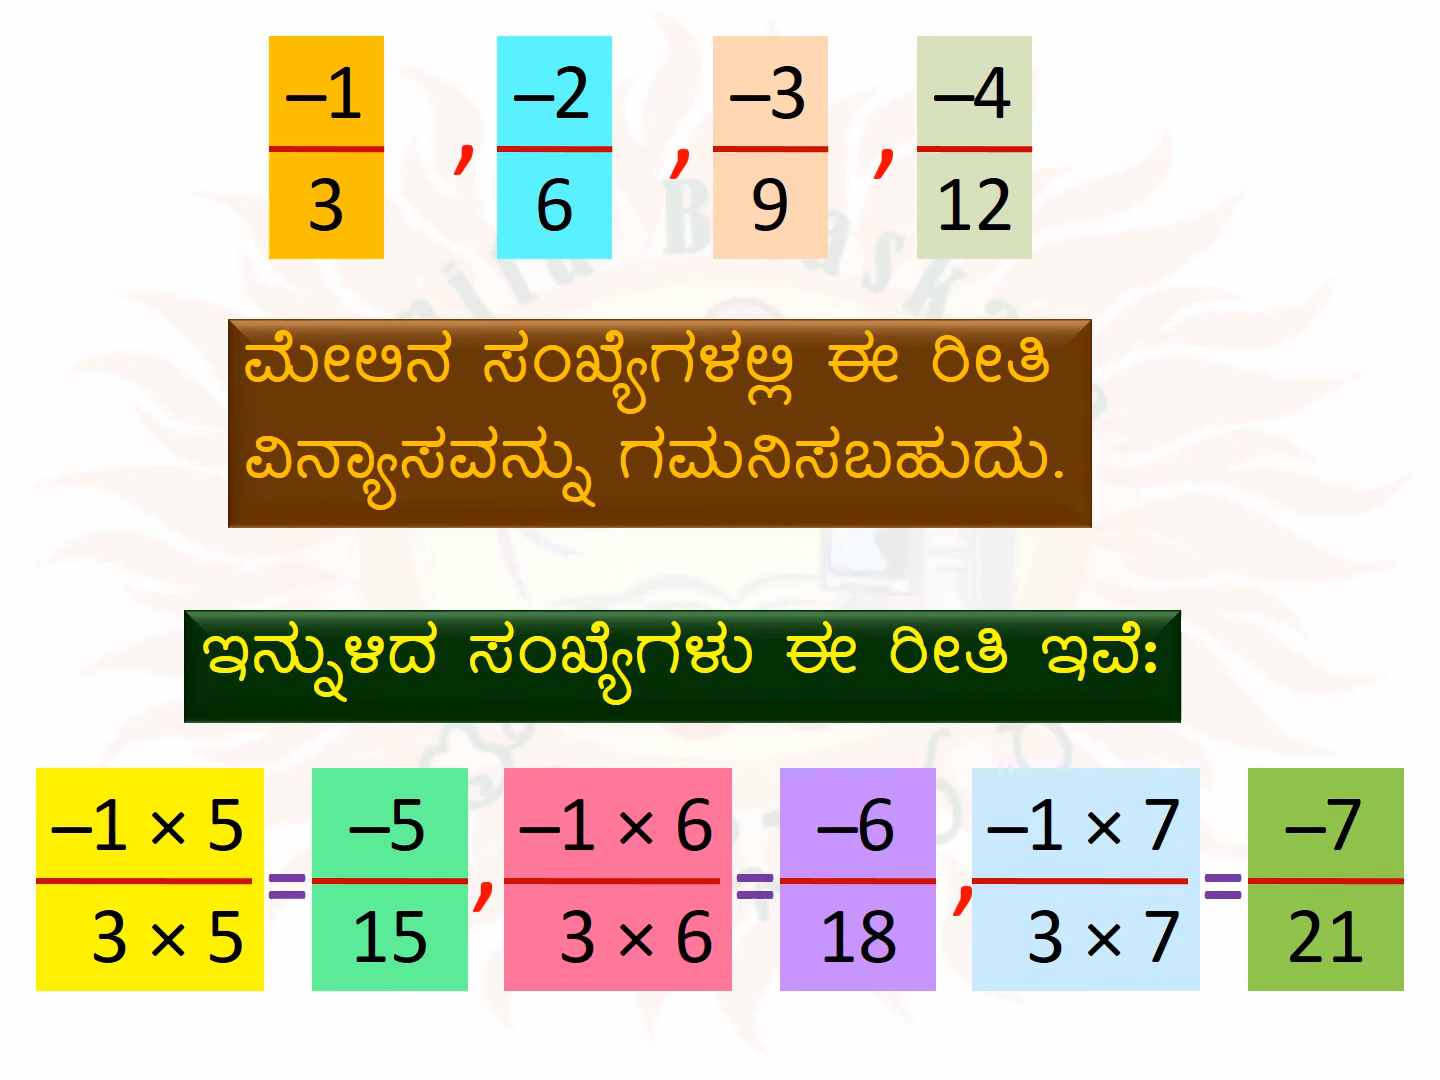 –1/3 , –2/6 , –3/9 , –4/12
ಮೇಲಿನ ಸಂಖ್ಯೆಗಳಲ್ಲಿ ಈ ರೀತಿ
ವಿನ್ಯಾಸವನ್ನು ಗಮನಿಸಬಹುದು.
ಇನ್ನುಳಿದ ಸಂಖ್ಯೆಗಳು ಈ ರೀತಿ ಇವೆ:
–1 × 5 / 3 × 5 = –5/15 , –1 × 6 / 3 × 6 = –6/18 , –1 × 7 / 3 × 7 = –7/21